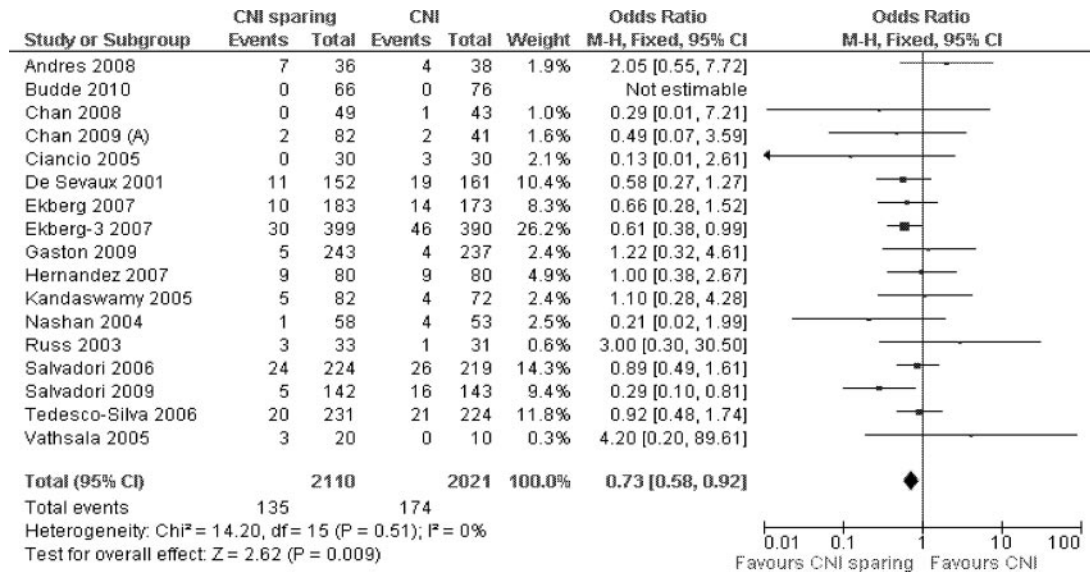 CNI sparing CNI Odds Ratio Odds Ratio
Study or Subgroup Events Total Events Total Weight M-H, Fixed, 95% CI M-H, Fixed, 95% CI
Andres 2008 7 36 4 38 1.9% 2.05 [0.55, 7.72]
Budde 2010 0 66 0 76 Not estimable
Chan 2008 0 49 1 43 1.0% 0.29 [0.01, 7.21]
Chan 2009 (A) 2 82 2 41 1.6% 0.49 [0.07, 3.59]
Ciancio 2005 0 30 3 30 2.1% 0.13 [0.01, 2.61]
De Sevaux 2001 11 152 19 161 10.4% 0.58 [0.27, 1.27]
Ekberg 2007 10 183 14 173 8.3% 0.66 [0.28, 1.52]
Ekberg-3 2007 30 399 46 390 26.2% 0.61 [0.38, 0.99]
Gaston 2009 5 243 4 237 2.4% 1.22 [0.32, 4.61]
Hernandez 2007 9 80 9 80 4.9% 1.00 [0.38, 2.67]
Kandaswamy 2005 5 82 4 72 2.4% 1.10 [0.28, 4.28]
Nashan 2004 1 58 4 53 2.5% 0.21 [0.02, 1.99]
Russ 2003 3 33 1 31 0.6% 3.00 [0.30, 30.50]
Salvadori 2006 24 224 26 219 14.3% 0.89 [0.49, 1.61]
Salvadori 2009 5 142 16 143 9.4% 0.29 [0.10, 0.81]
Tedesco-Silva 2006 20 231 21 224 11.8% 0.92 [0.48, 1.74]
Vathsala 2005 3 20 0 10 0.3% 4.20 [0.20, 89.61]
Total (95% CI) 2110 2021 100.0% 0.73 [0.58, 0.92]
Total events 135 174
Heterogeneity: Chi² = 14.20, df = 15 (P = 0.51); I² = 0%
Test for overall effect: Z = 2.62 (P = 0.009)
0.01 0.1 1 10 100
Favours CNI sparing Favours CNI